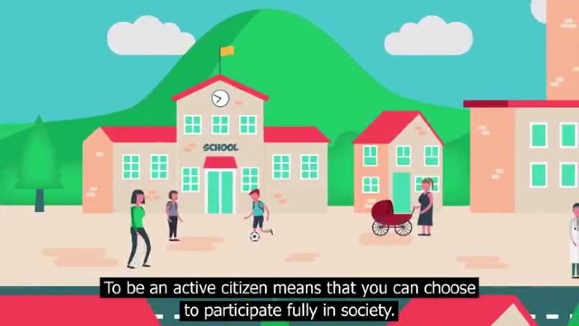 SCHOOL
To be an active citizen means that you can choose
to participate fully in society.